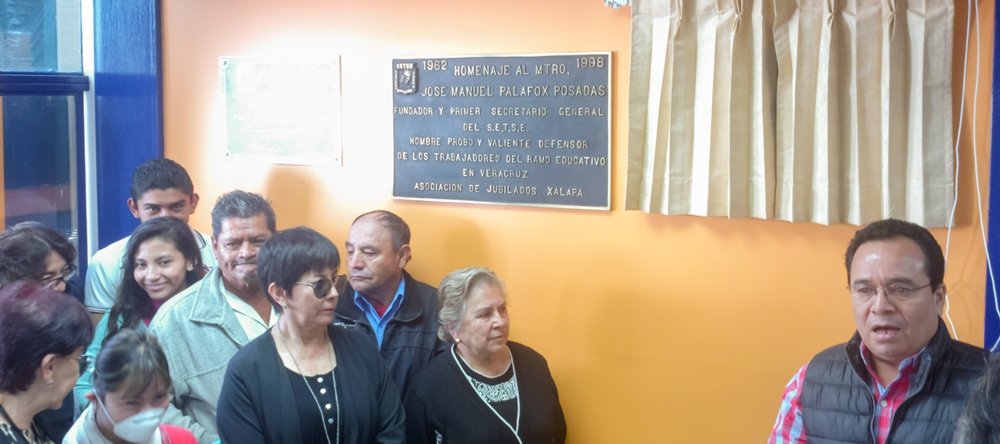 SETSE
1962
1998
HOMENAJE AL MTRO.
JOSE MANUEL PALAFOX POSADAS
FUNDADOR Y PRIMER SECRETARIO GENERAL
DEL S.E.T.S.E.
HOMBRE PROBO Y VALIENTE DEFENSOR
DE LOS TRABAJADORES DEL RAMO EDUCATIVO
EN VERACRUZ
ASOCIACION DE JUBILADOS XALAPA